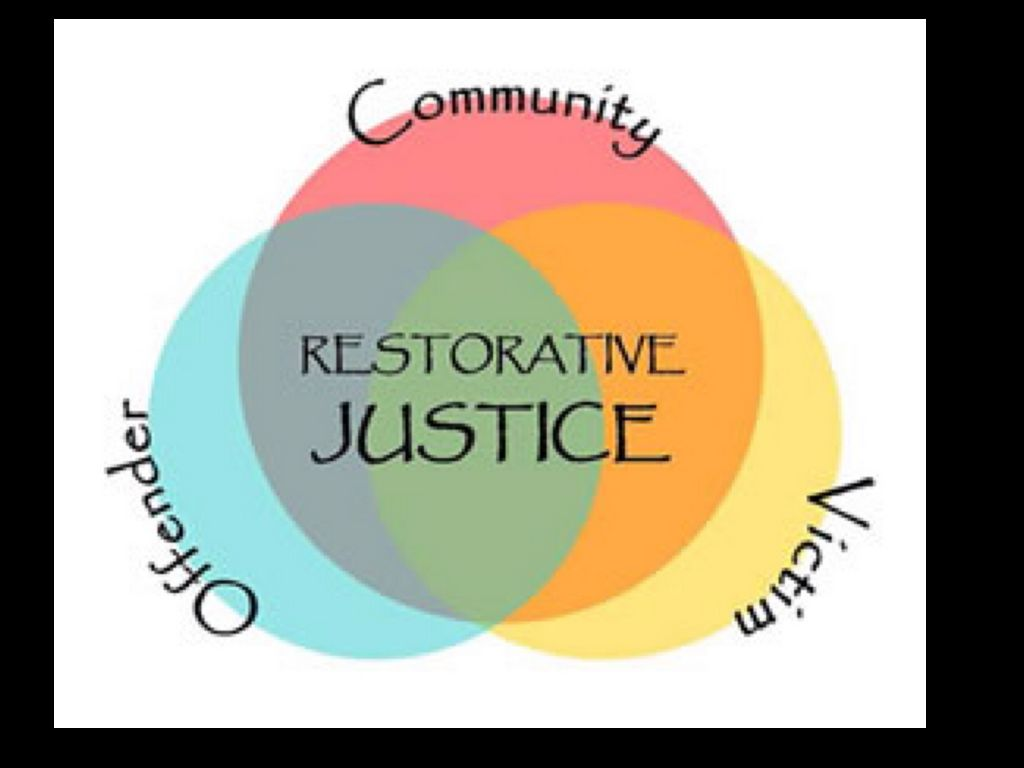 Community
RESTORATIVE
JUSTICE
Offender
Victim